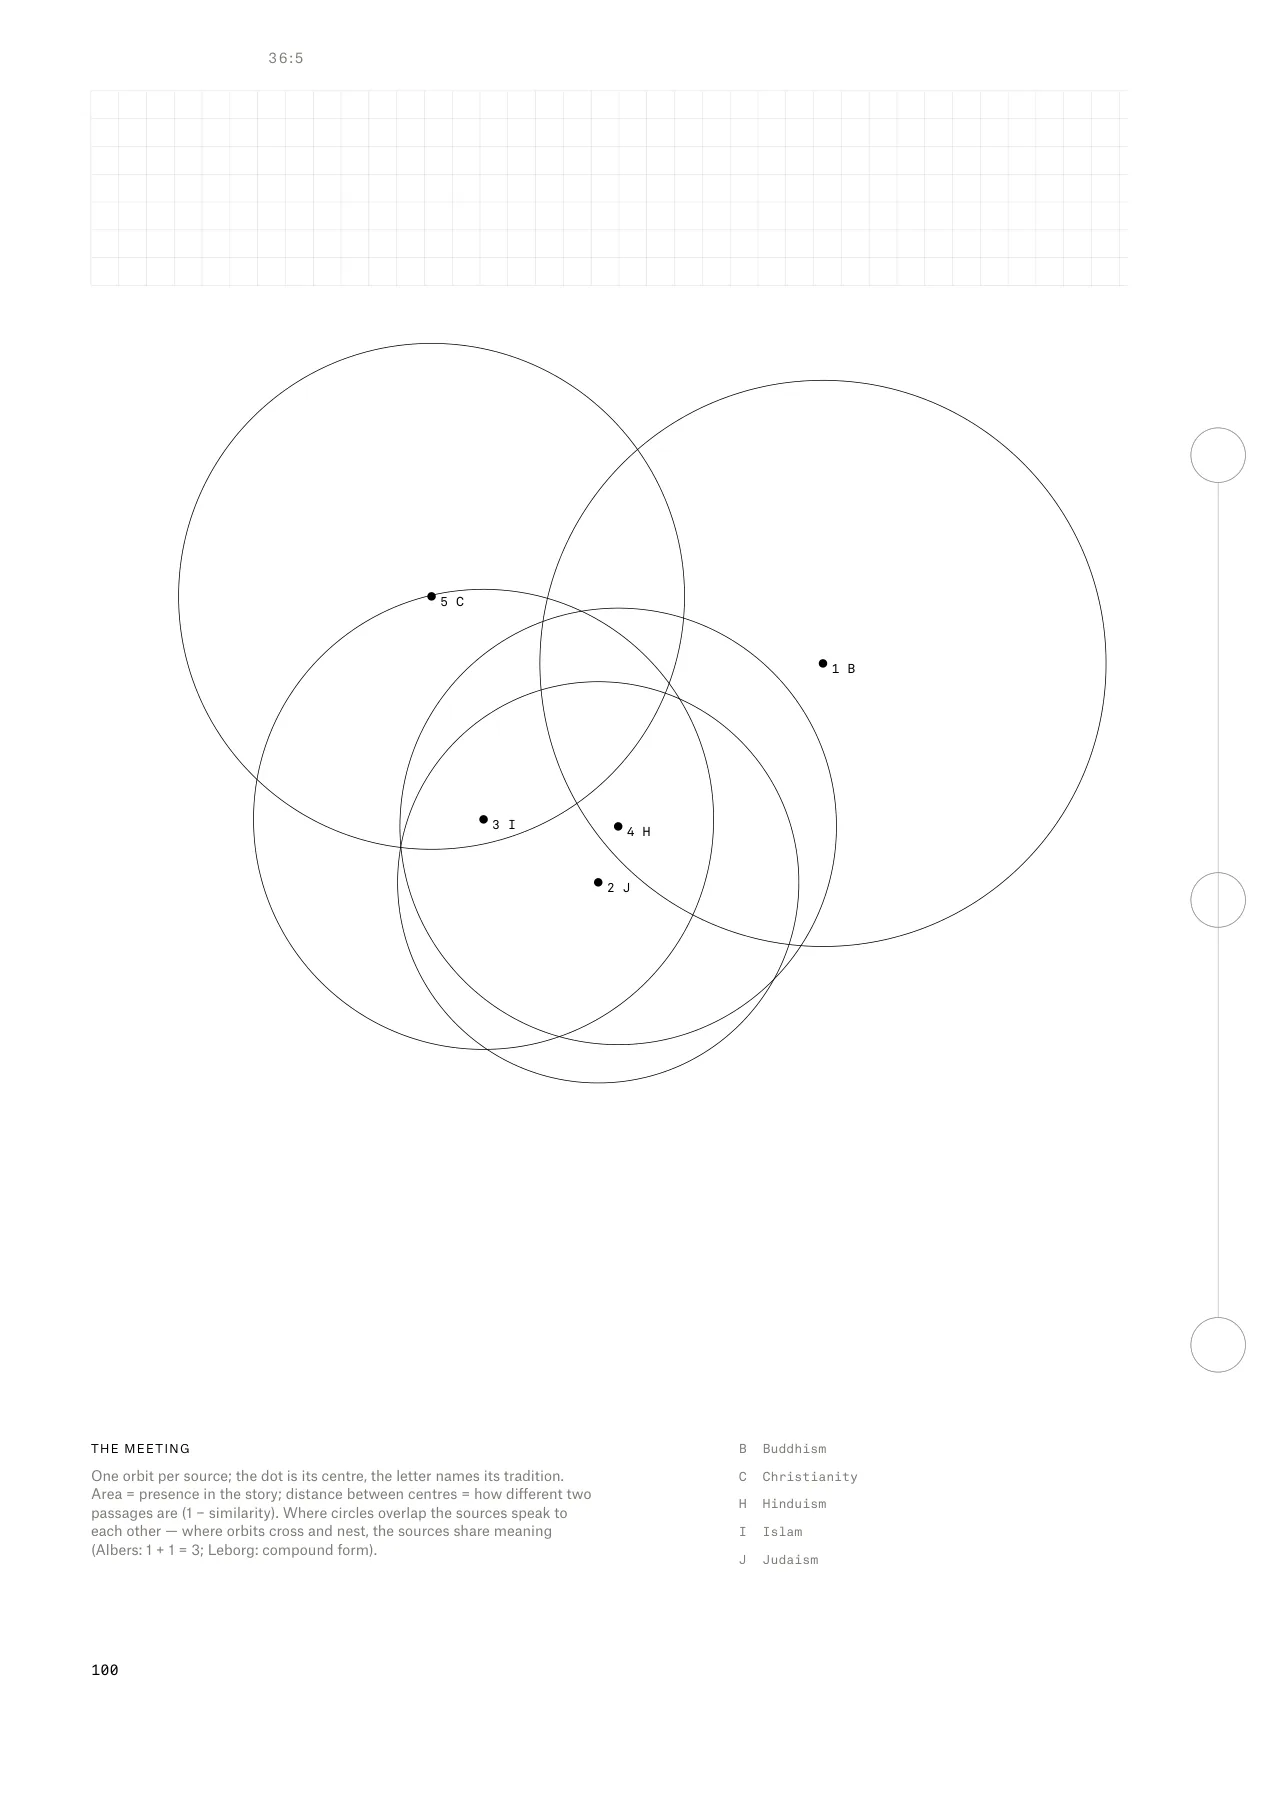 36:5
5 C
1 B
3 I
4 H
2 J
THE MEETING
One orbit per source; the dot is its centre, the letter names its tradition.
Area = presence in the story; distance between centres = how different two
passages are (1 − similarity). Where circles overlap the sources speak to
each other — where orbits cross and nest, the sources share meaning
(Albers: 1 + 1 = 3; Leborg: compound form).
B Buddhism
C Christianity
H Hinduism
I Islam
J Judaism
100